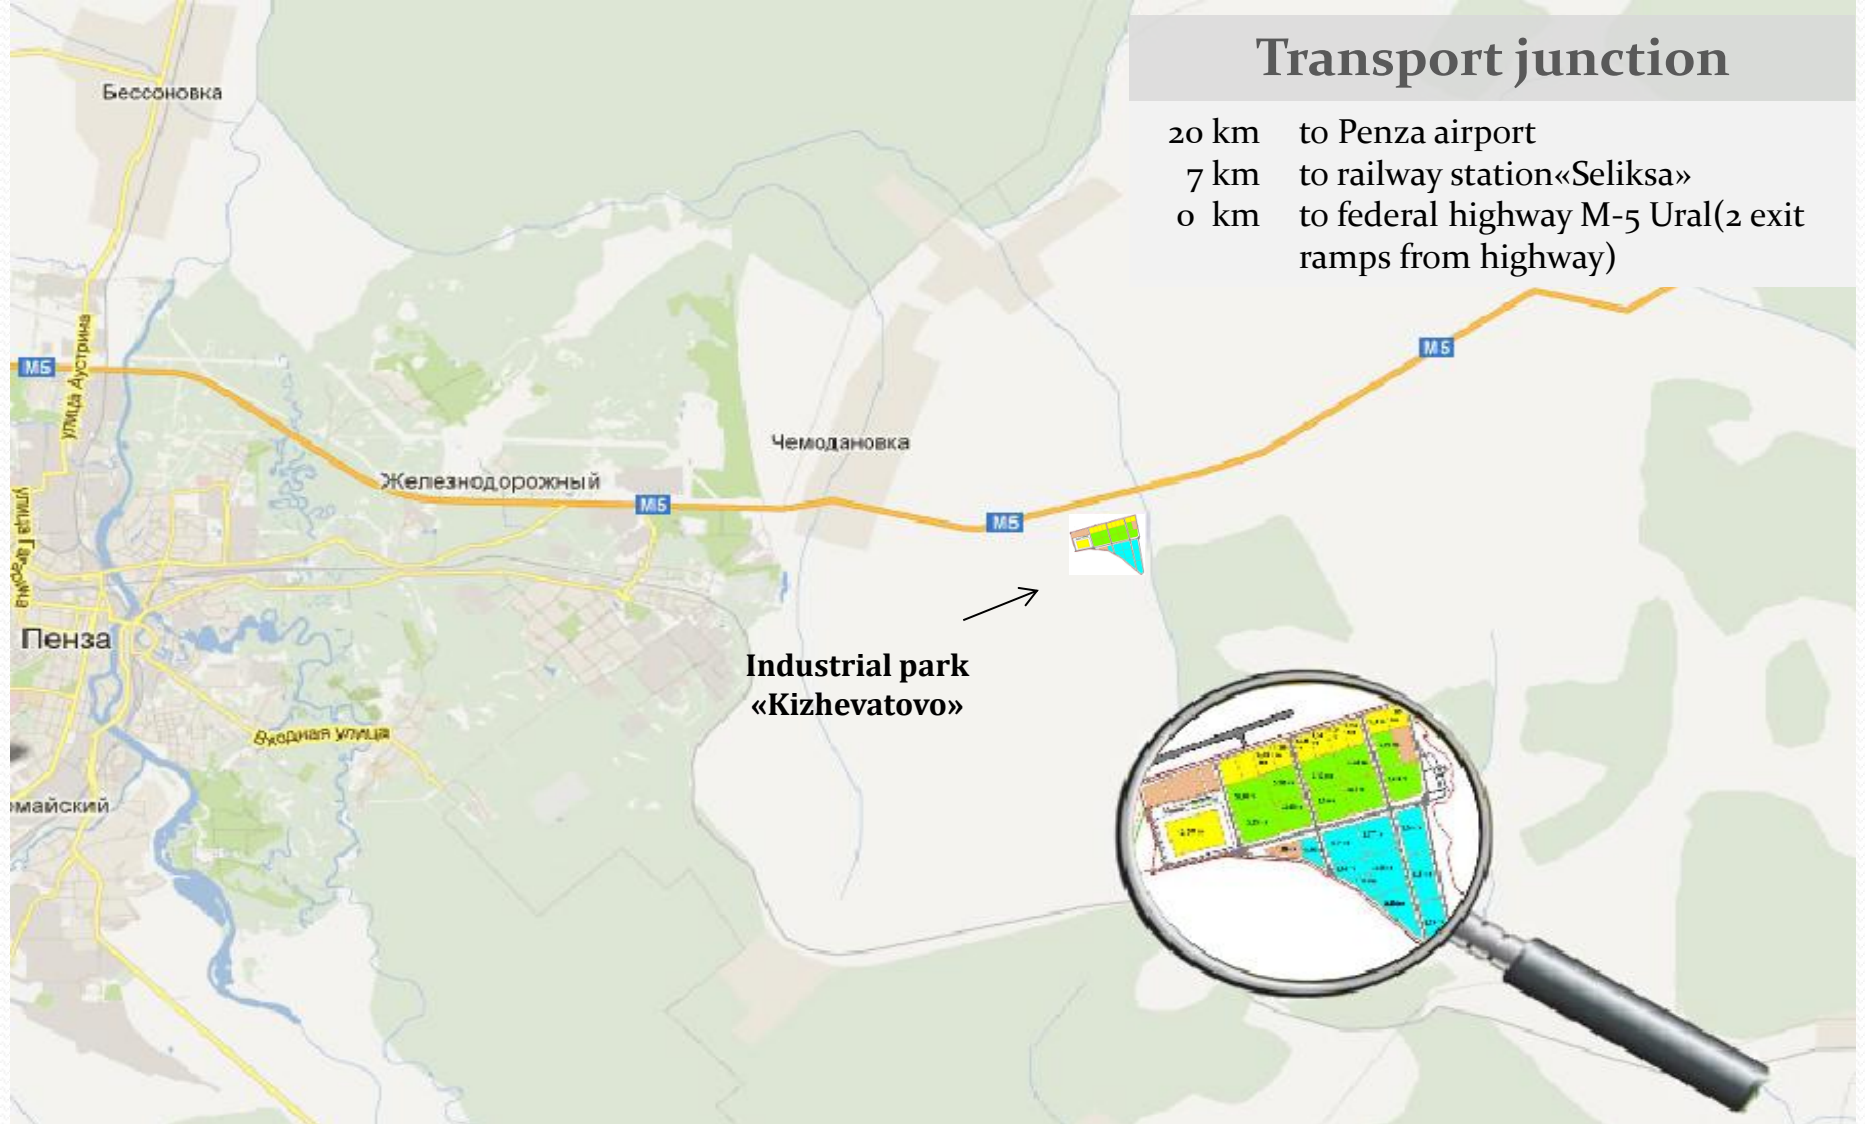 Transport junction
20 km to Penza airport
7 km to railway station«Seliksa»
0 km to federal highway M-5 Ural(2 exit
ramps from highway)
Бессоновка
М5
улица Аустрина
М5
Чемодановка
Железнодорожный
М5
М5
улица Гагарина
Пенза
Industrial park
«Kizhevatovo»
Входная улица
майский